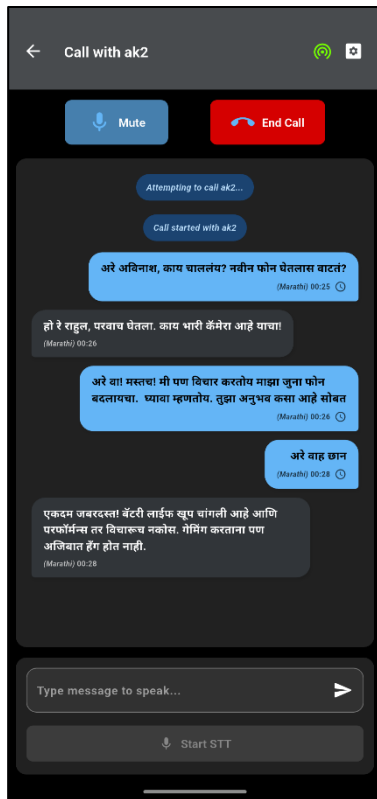 Call with ak2
Mute
End Call
Attempting to call ak2...
Call started with ak2
अरे अविनाश, काय चाललंय? नवीन फोन घेतलास वाटतं?
(Marathi) 00:25
हो रे राहुल, परवाच घेतला. काय भारी कॅमेरा आहे याचा!
(Marathi) 00:26
अरे वा! मस्तच! मी पण विचार करतोय माझा जुना फोन
बदलायचा. घ्यावा म्हणतोय. तुझा अनुभव कसा आहे सोबत
(Marathi) 00:26
अरे वाह छान
(Marathi) 00:28
एकदम जबरदस्त! बॅटरी लाईफ खूप चांगली आहे आणि
परफॉर्मन्स तर विचारूच नकोस. गेमिंग करताना पण
अजिबात हँग होत नाही.
(Marathi) 00:28
Type message to speak...
Start STT